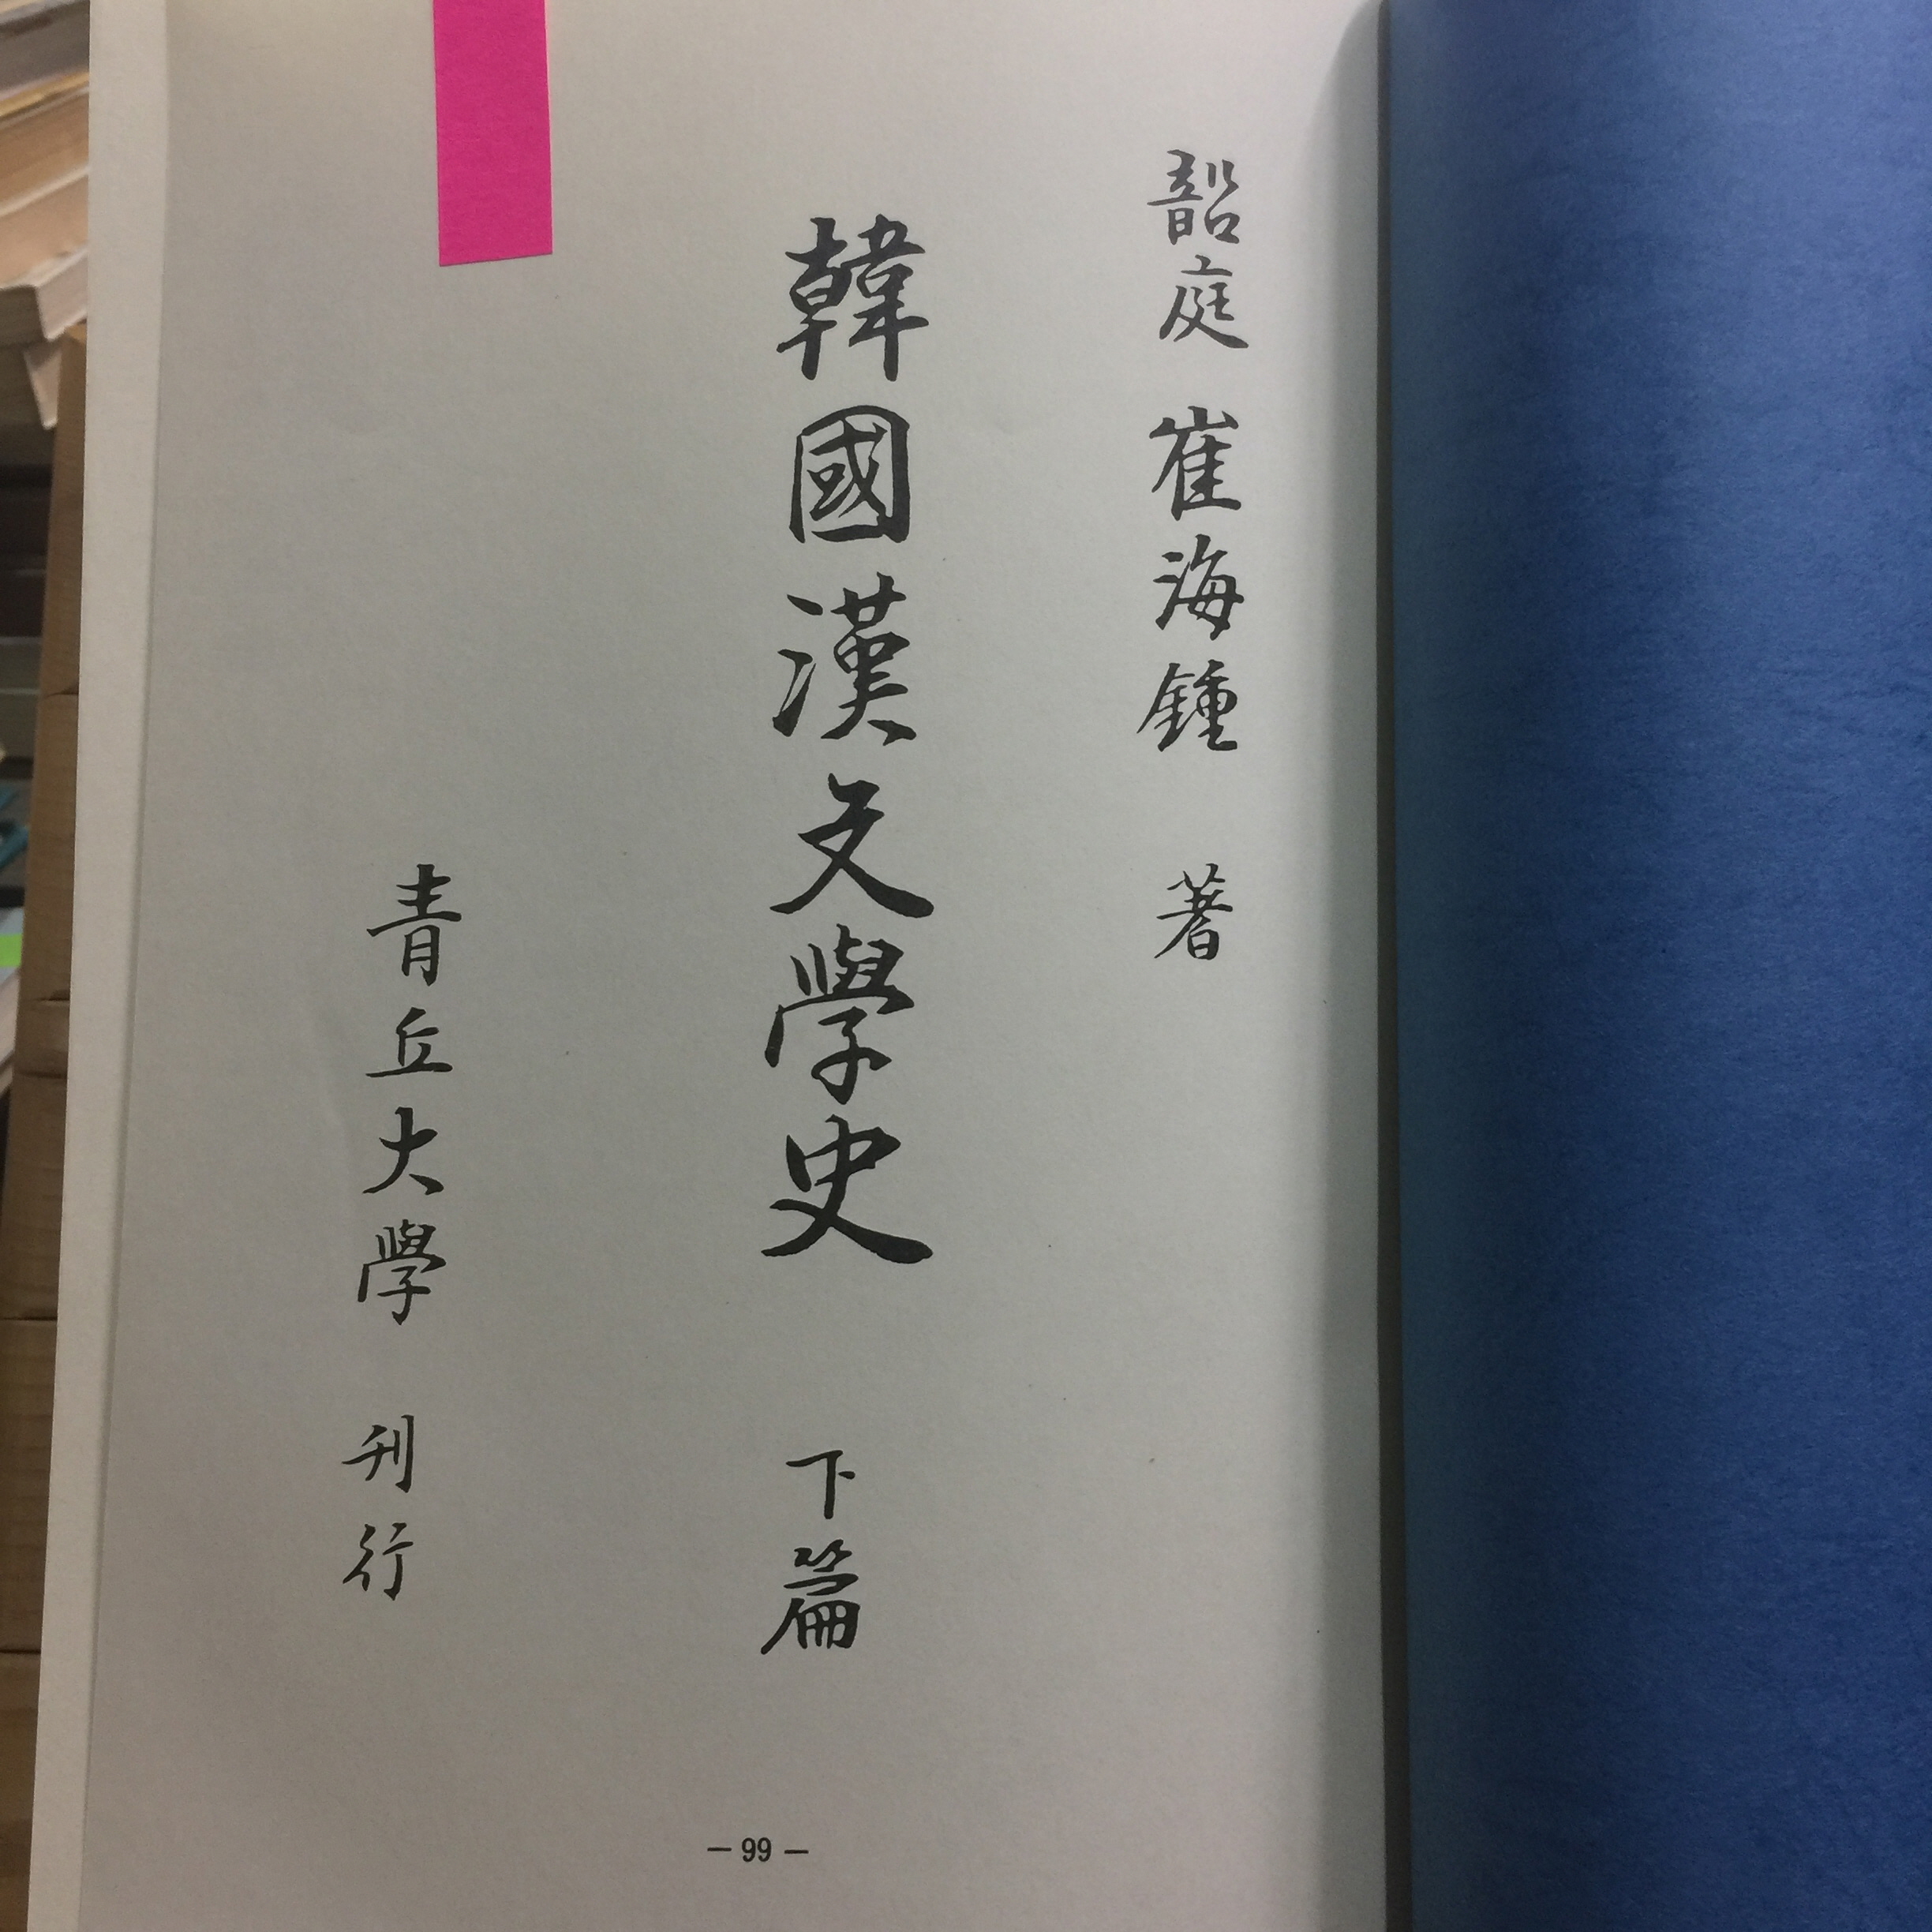 韶庭 崔海鍾 著
韓國漢文學史 下篇
青丘大學 刊行
— 99 —